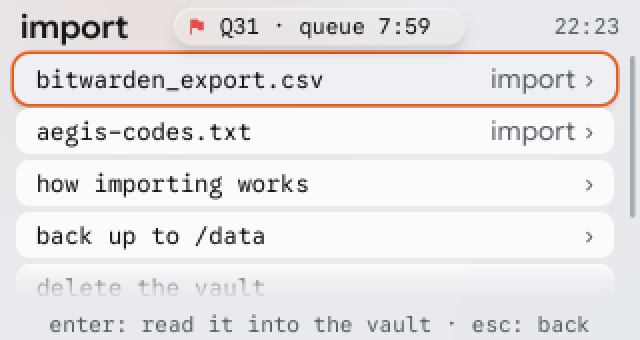 import
Q31 · queue 7:59
22:23
bitwarden_export.csv import ›
aegis-codes.txt import ›
how importing works ›
back up to /data ›
delete the vault
enter: read it into the vault · esc: back